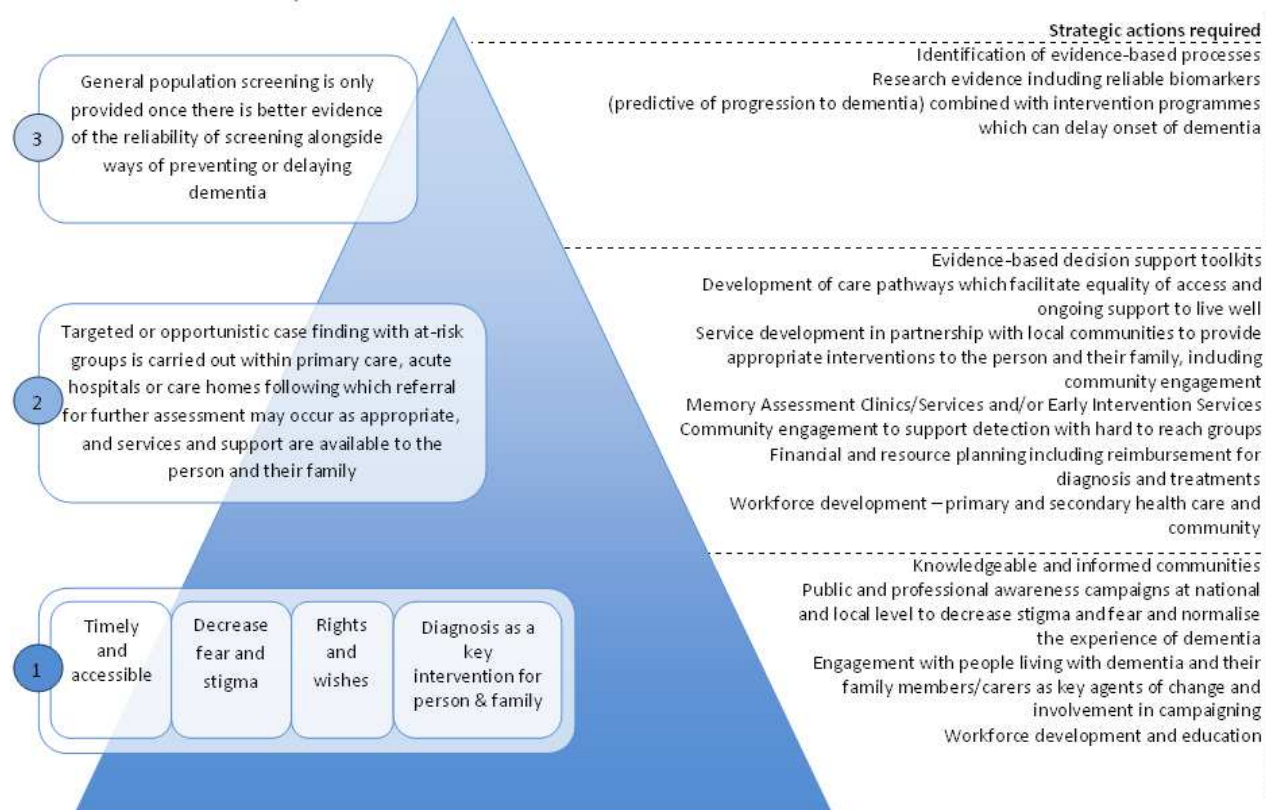 Strategic actions required
Identification of evidence-based processes
Research evidence including reliable biomarkers
(predictive of progression to dementia) combined with intervention programmes
which can delay onset of dementia
3
General population screening is only
provided once there is better evidence
of the reliability of screening alongside
ways of preventing or delaying
dementia
Evidence-based decision support toolkits
Development of care pathways which facilitate equality of access and
ongoing support to live well
Service development in partnership with local communities to provide
appropriate interventions to the person and their family, including
community engagement
Memory Assessment Clinics/Services and/or Early Intervention Services
Community engagement to support detection with hard to reach groups
Financial and resource planning including reimbursement for
diagnosis and treatments
Workforce development – primary and secondary health care and
community
2
Targeted or opportunistic case finding with at-risk
groups is carried out within primary care, acute
hospitals or care homes following which referral
for further assessment may occur as appropriate,
and services and support are available to the
person and their family
Knowledgeable and informed communities
Public and professional awareness campaigns at national
and local level to decrease stigma and fear and normalise
the experience of dementia
Engagement with people living with dementia and their
family members/carers as key agents of change and
involvement in campaigning
Workforce development and education
1
Timely
and
accessible
Decrease
fear and
stigma
Rights
and
wishes
Diagnosis as a
key
intervention for
person & family